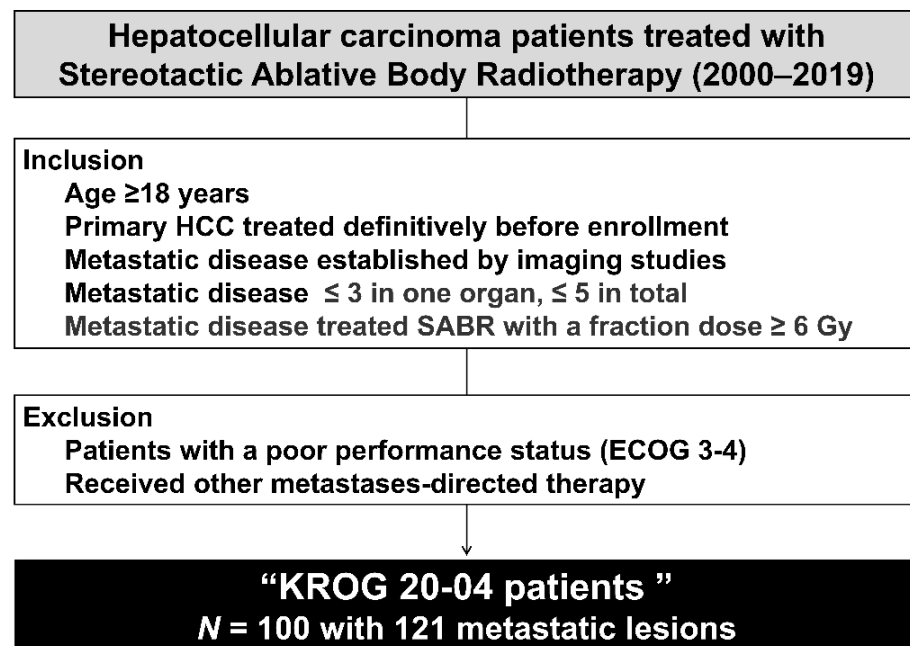 Hepatocellular carcinoma patients treated with
Stereotactic Ablative Body Radiotherapy (2000–2019)
Inclusion
Age ≥18 years
Primary HCC treated definitively before enrollment
Metastatic disease established by imaging studies
Metastatic disease ≤ 3 in one organ, ≤ 5 in total
Metastatic disease treated SABR with a fraction dose ≥ 6 Gy
Exclusion
Patients with a poor performance status (ECOG 3-4)
Received other metastases-directed therapy
“KROG 20-04 patients ”
N = 100 with 121 metastatic lesions